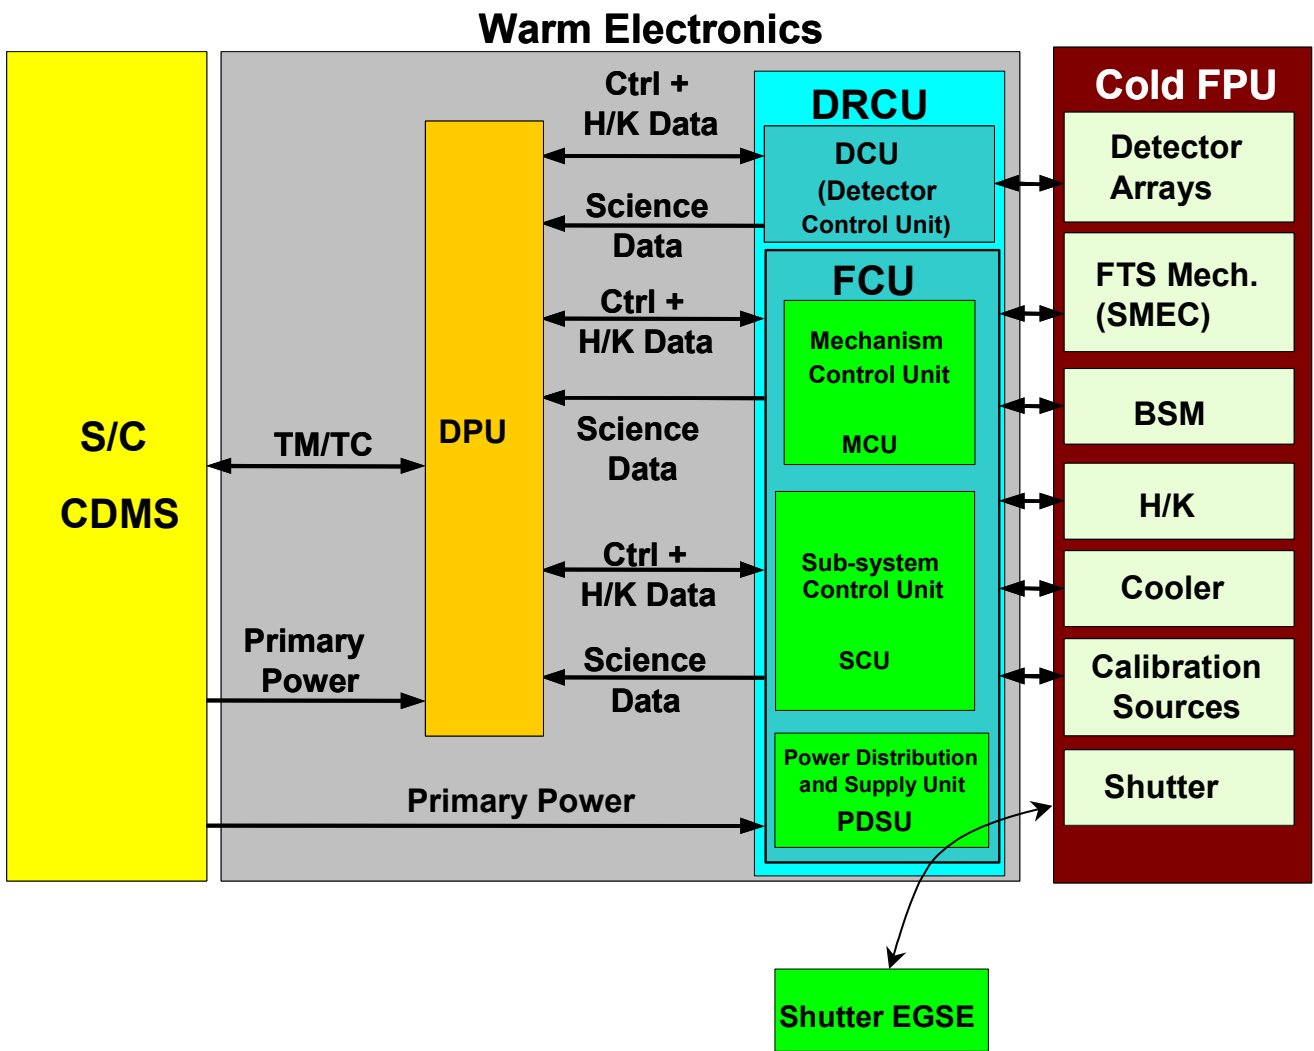 Warm Electronics
S/C
CDMS
TM/TC
Primary
Power
Primary Power
DPU
Ctrl +
H/K Data
Science
Data
Ctrl +
H/K Data
Science
Data
Ctrl +
H/K Data
Science
Data
DRCU
DCU
(Detector
Control Unit)
FCU
Mechanism
Control Unit
MCU
Sub-system
Control Unit
SCU
Power Distribution
and Supply Unit
PDSU
Cold FPU
Detector
Arrays
FTS Mech.
(SMEC)
BSM
H/K
Cooler
Calibration
Sources
Shutter
Shutter EGSE